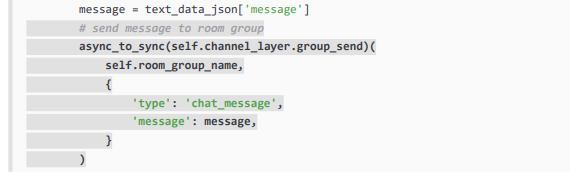 message = text_data_json['message']
# send message to room group
async_to_sync(self.channel_layer.group_send)(
    self.room_group_name,
    {
        'type': 'chat_message',
        'message': message,
    }
)